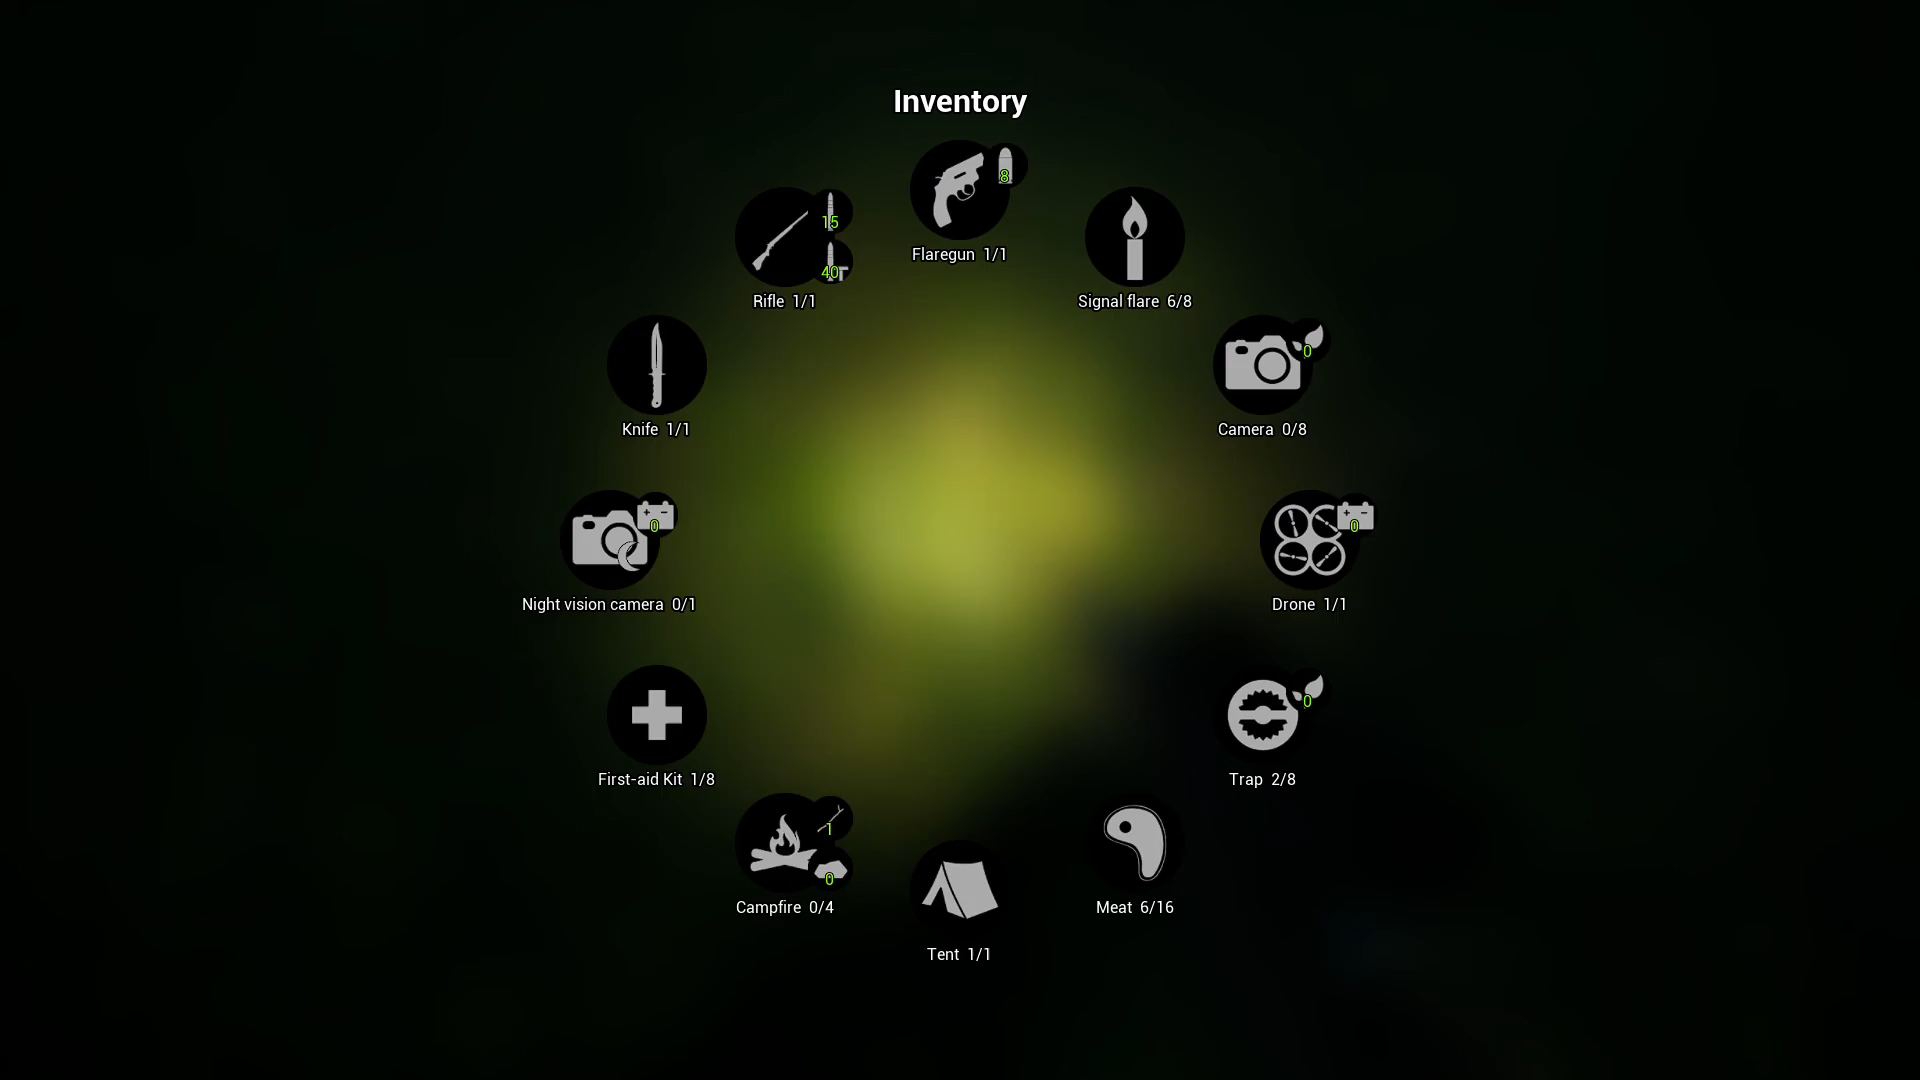 Inventory
8
Flaregun 1/1
15
40
T
Rifle 1/1
Signal flare 6/8
Knife 1/1
0
Camera 0/8
0
Night vision camera 0/1
0
Drone 1/1
First-aid Kit 1/8
0
Trap 2/8
1
0
Campfire 0/4
Meat 6/16
Tent 1/1